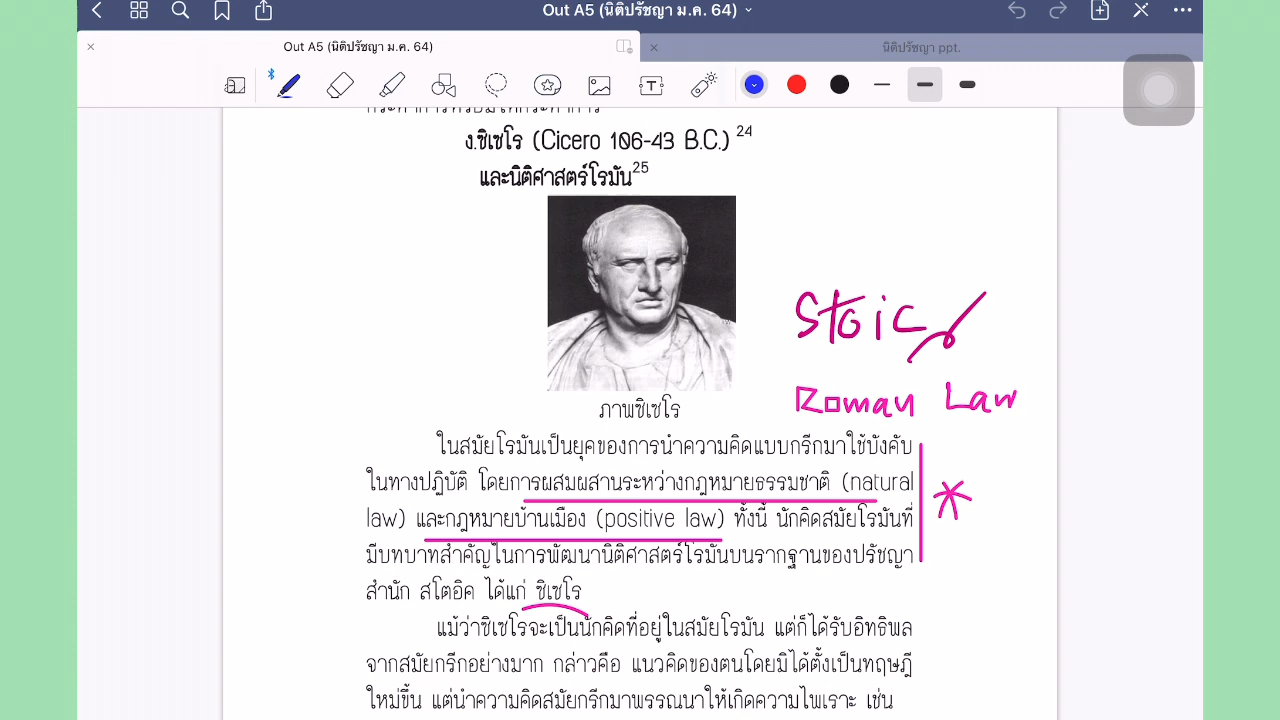 Out A5 (นิติปรัชญา ม.ค. 64)
Out A5 (นิติปรัชญา ม.ค. 64)
นิติปรัชญา ppt.
ง.ซิเซโร (Cicero 106-43 B.C.) 24
และนิติศาสตร์โรมัน25
Stoic
ภาพซิเซโร
Roman Law
ในสมัยโรมันเป็นยุคของการนำความคิดแบบกรีกมาใช้บังคับ
ในทางปฏิบัติ โดยการผสมผสานระหว่างกฎหมายธรรมชาติ (natural
law) และกฎหมายบ้านเมือง (positive law) ทั้งนี้ นักคิดสมัยโรมันที่
มีบทบาทสำคัญในการพัฒนานิติศาสตร์โรมันบนรากฐานของปรัชญา
สำนัก สโตอิค ได้แก่ ซิเซโร
แม้ว่าซิเซโรจะเป็นนักคิดที่อยู่ในสมัยโรมัน แต่ก็ได้รับอิทธิพล
จากสมัยกรีกอย่างมาก กล่าวคือ แนวคิดของตนโดยมิได้ตั้งเป็นทฤษฎี
ใหม่ขึ้น แต่นำความคิดสมัยกรีกมาพรรณนาให้เกิดความไพเราะ เช่น